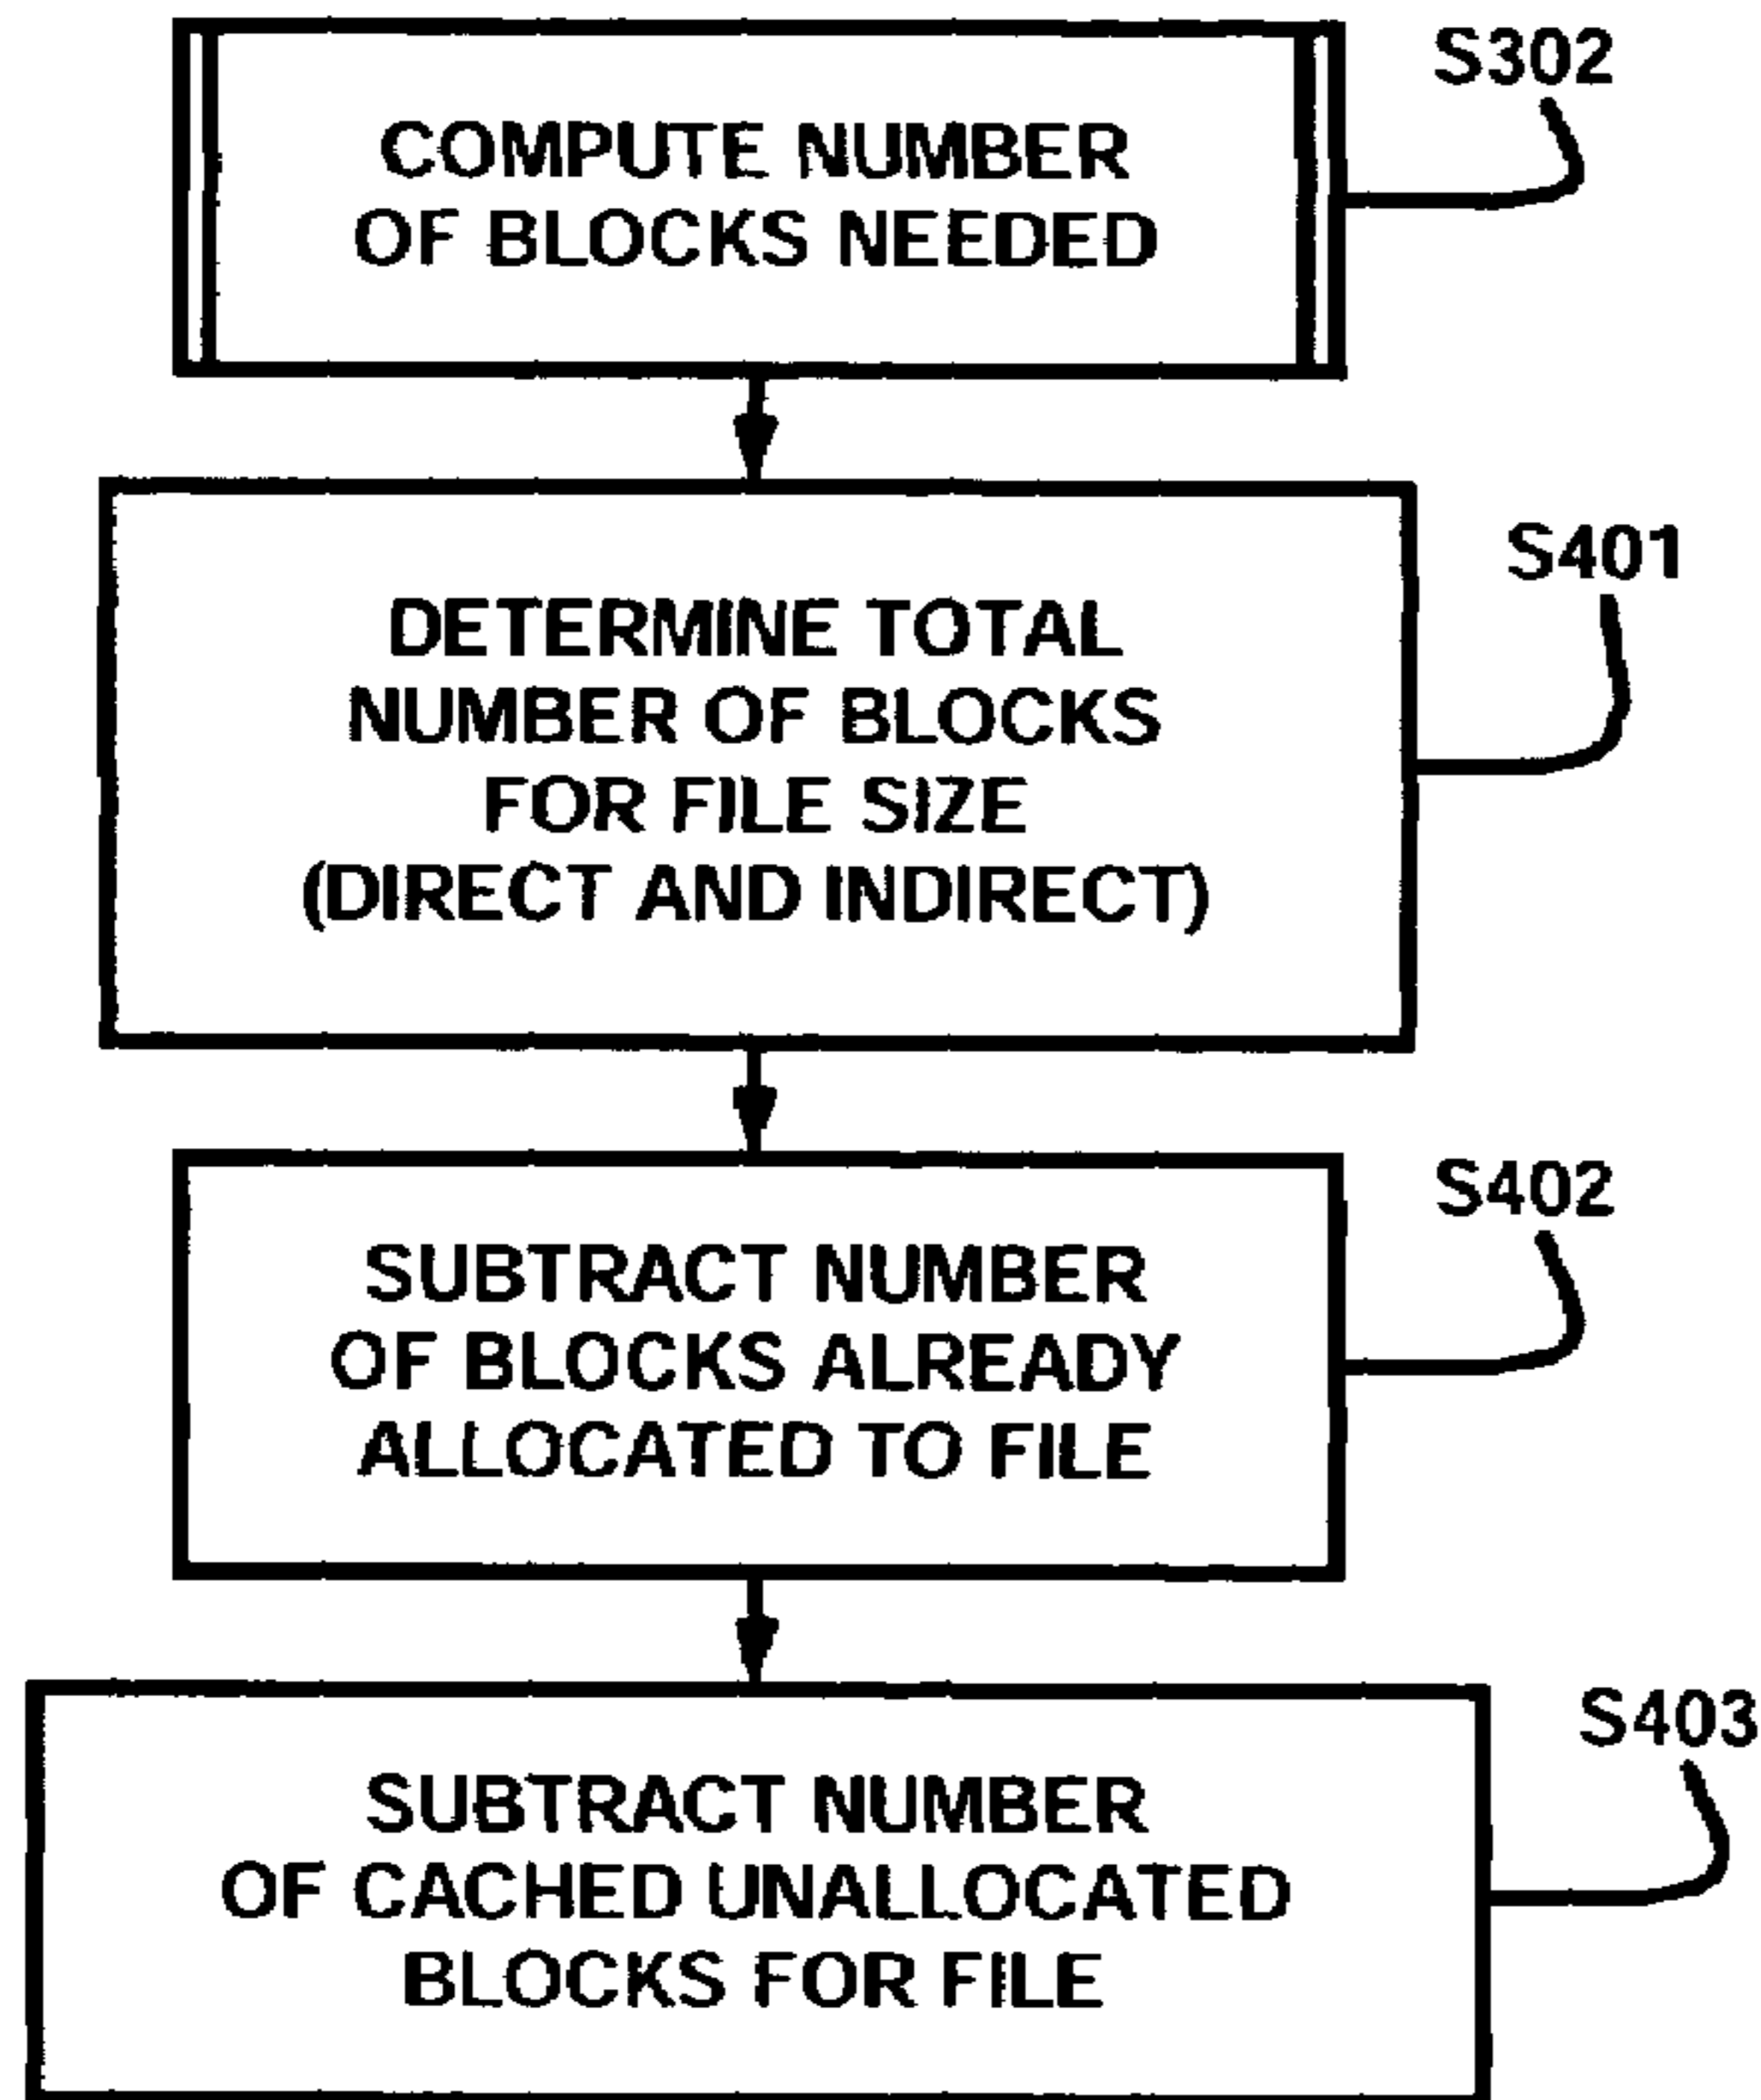 S302
COMPUTE NUMBER
OF BLOCKS NEEDED
S401
DETERMINE TOTAL
NUMBER OF BLOCKS
FOR FILE SIZE
(DIRECT AND INDIRECT)
S402
SUBTRACT NUMBER
OF BLOCKS ALREADY
ALLOCATED TO FILE
S403
SUBTRACT NUMBER
OF CACHED UNALLOCATED
BLOCKS FOR FILE